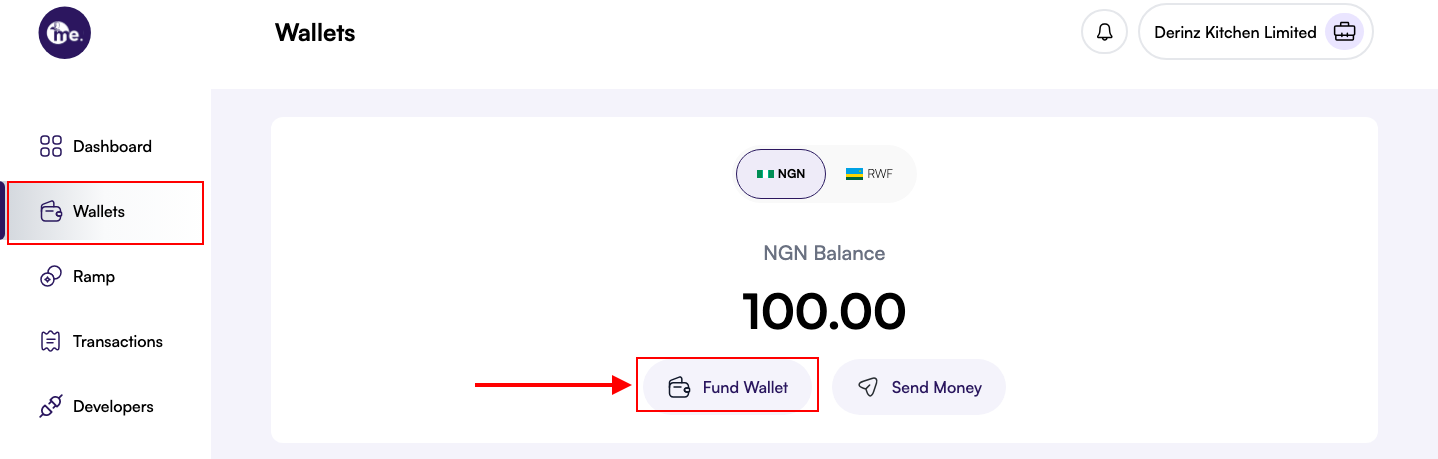 me.
Wallets
Derinz Kitchen Limited
Dashboard
Wallets
Ramp
Transactions
Developers
NGN
RWF
NGN Balance
100.00
Fund Wallet
Send Money